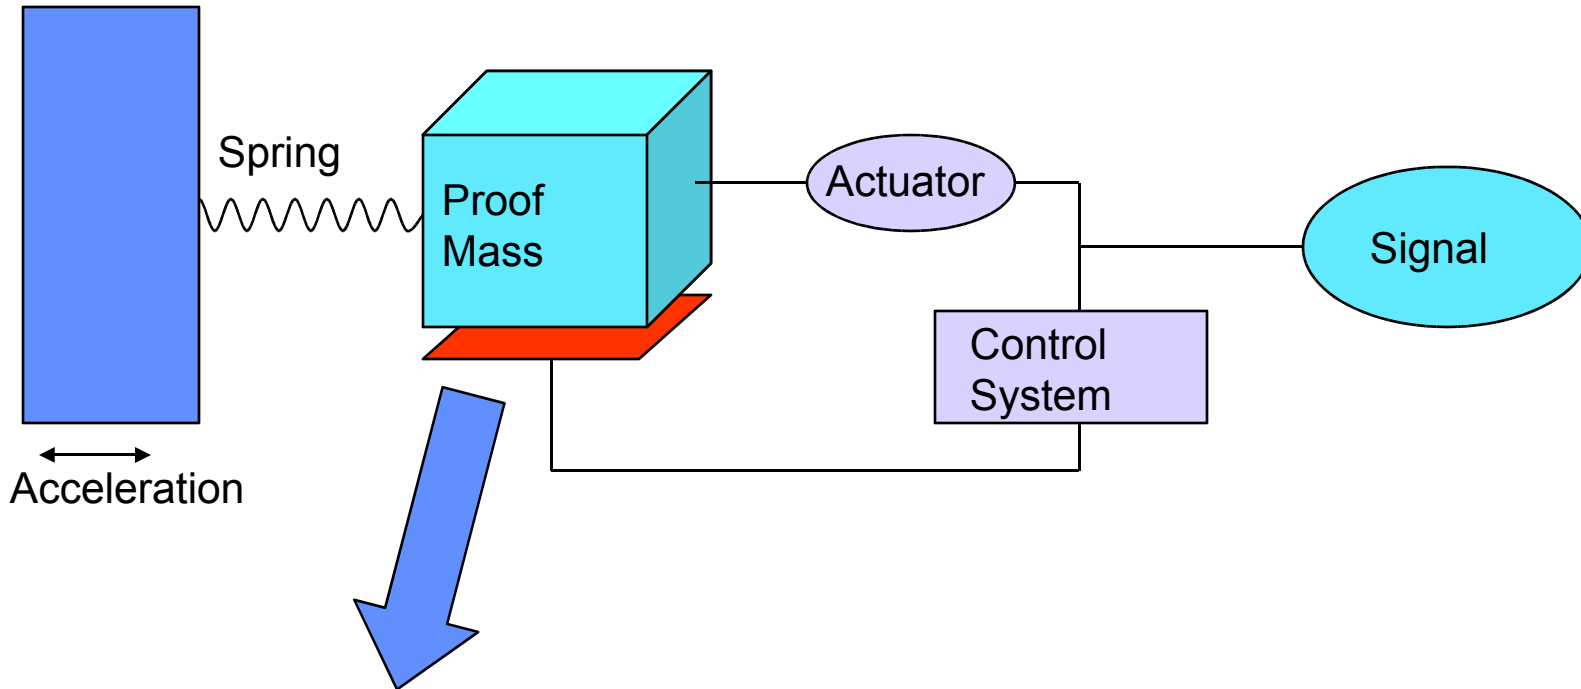 Spring
Proof
Mass
Actuator
Signal
Control
System
Acceleration